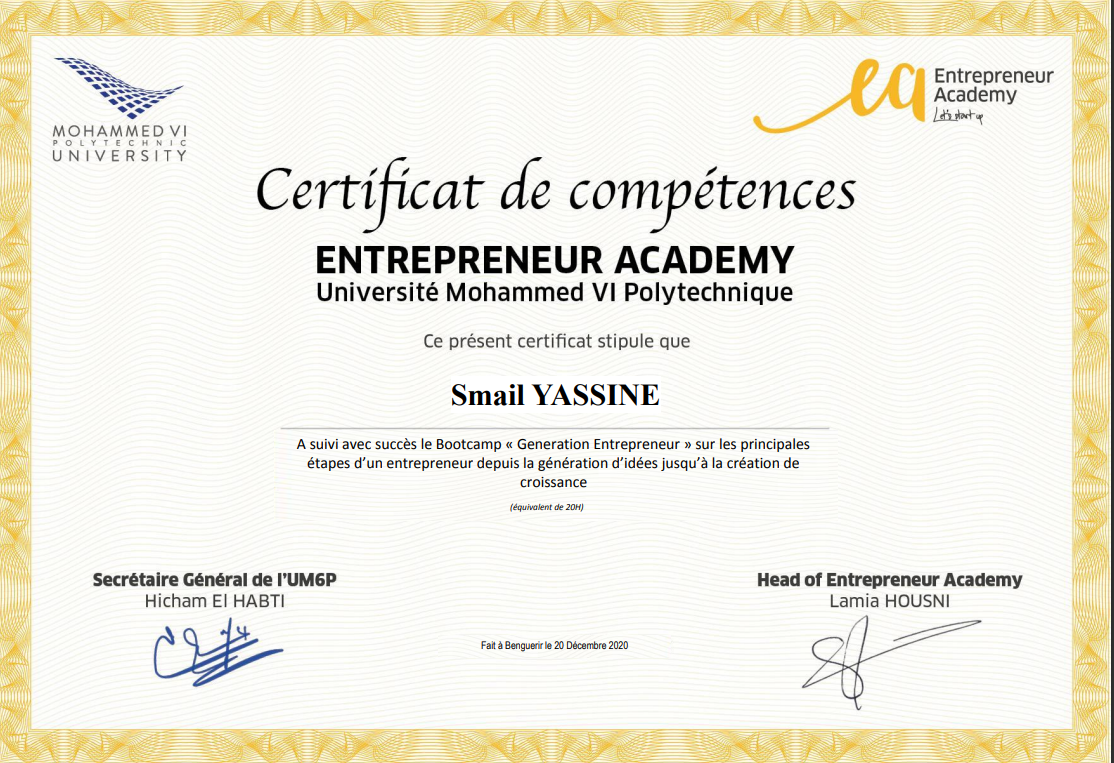 MOHAMMED VI
POLYTECHNIC
UNIVERSITY
ea
Entrepreneur
Academy
Let's start up
Certificat de compétences
ENTREPRENEUR ACADEMY
Université Mohammed VI Polytechnique
Ce présent certificat stipule que
Smail YASSINE
A suivi avec succès le Bootcamp « Generation Entrepreneur » sur les principales
étapes d'un entrepreneur depuis la génération d'idées jusqu'à la création de
croissance
(équivalent de 20H)
Secrétaire Général de l'UM6P
Hicham El HABTI
Head of Entrepreneur Academy
Lamia HOUSNI
Fait à Benguerir le 20 Décembre 2020